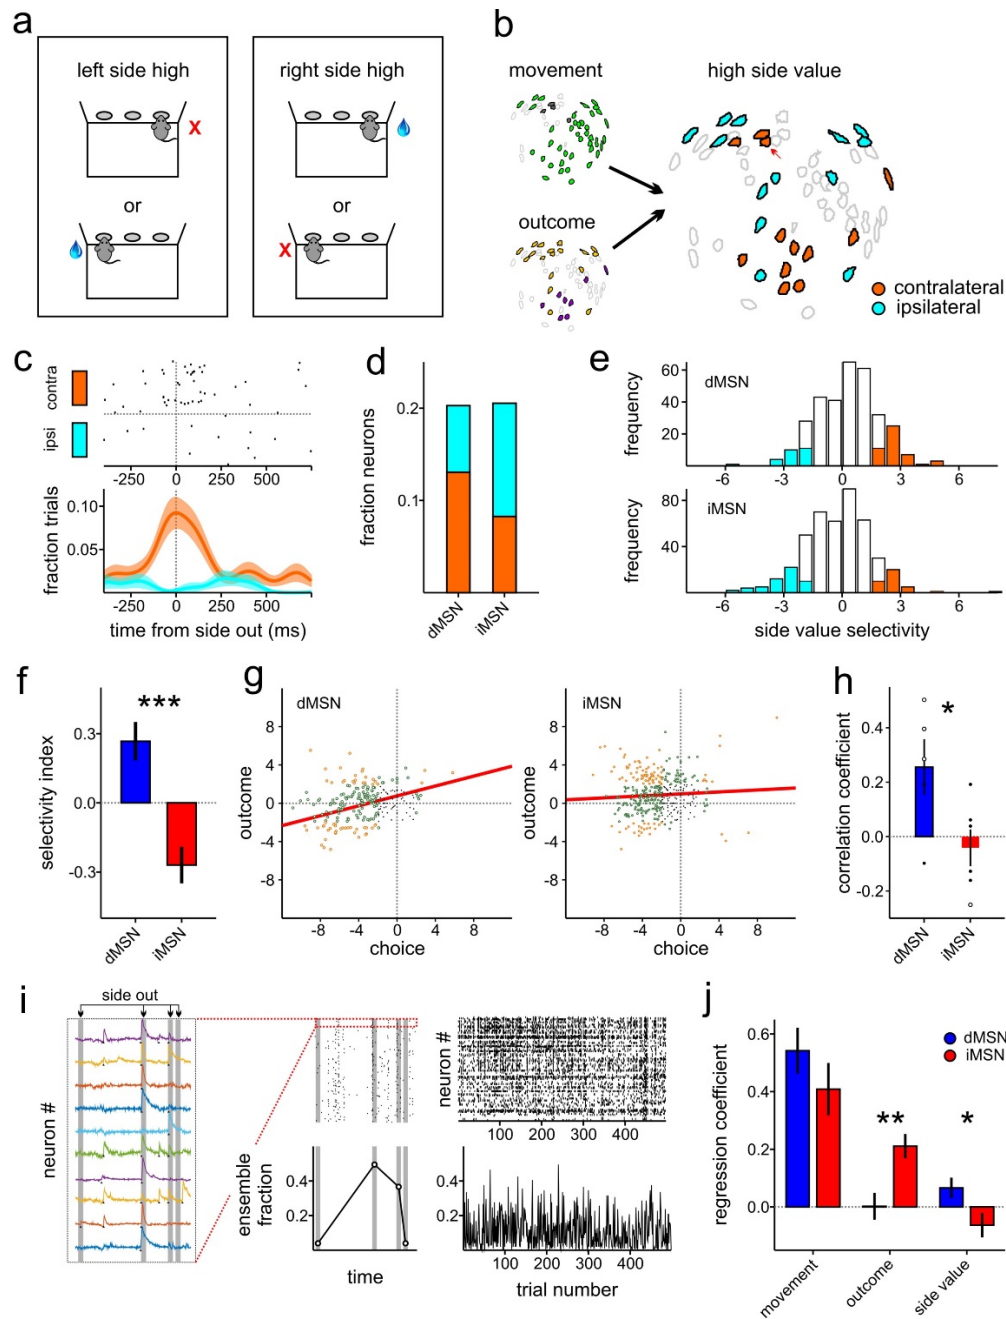 a
left side high
right side high
X
or
or
X
b
movement
high side value
outcome
contralateral
ipsilateral
c
contra
ipsi
-250 0 250 500
fraction trials
0.10
0.05
-250 0 250 500
time from side out (ms)
d
fraction neurons
0.2
0.1
dMSN
iMSN
e
frequency
60
20
dMSN
-6 -3 0 3 6
frequency
80
40
iMSN
-6 -3 0 3 6
side value selectivity
f
selectivity index
***
0.3
0.0
-0.3
dMSN
iMSN
g
outcome
dMSN
8
4
0
-4
-8
-8 -4 0 4 8
choice
outcome
iMSN
8
4
0
-4
-8
-8 -4 0 4 8
choice
h
correlation coefficient
*
0.4
0.2
0.0
-0.2
dMSN
iMSN
i
side out
neuron #
ensemble
fraction
0.4
0.2
time
neuron #
100 200 300 400
0.4
0.2
100 200 300 400
trial number
j
regression coefficient
dMSN
iMSN
0.6
0.4
0.2
0.0
**
*
movement
outcome
side value